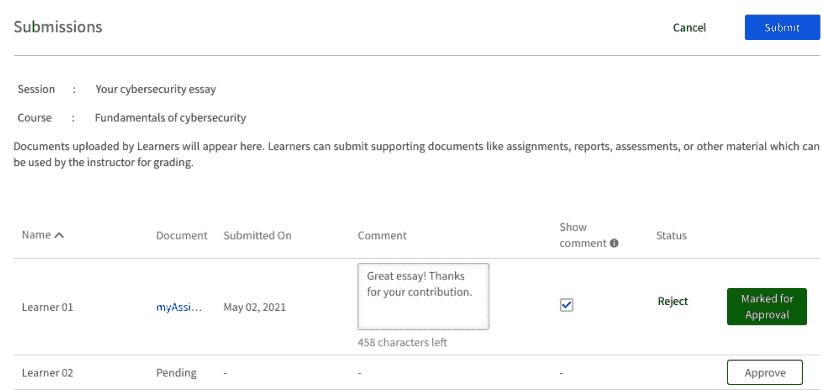 Submissions Cancel Submit
Session : Your cybersecurity essay
Course : Fundamentals of cybersecurity
Documents uploaded by Learners will appear here. Learners can submit supporting documents like assignments, reports, assessments, or other material which can
be used by the instructor for grading.
Name Document Submitted On Comment Show comment Status
Learner 01 myAssi... May 02, 2021
Great essay! Thanks
for your contribution.
Reject
Marked for
Approval
458 characters left
Learner 02 Pending - - - Approve